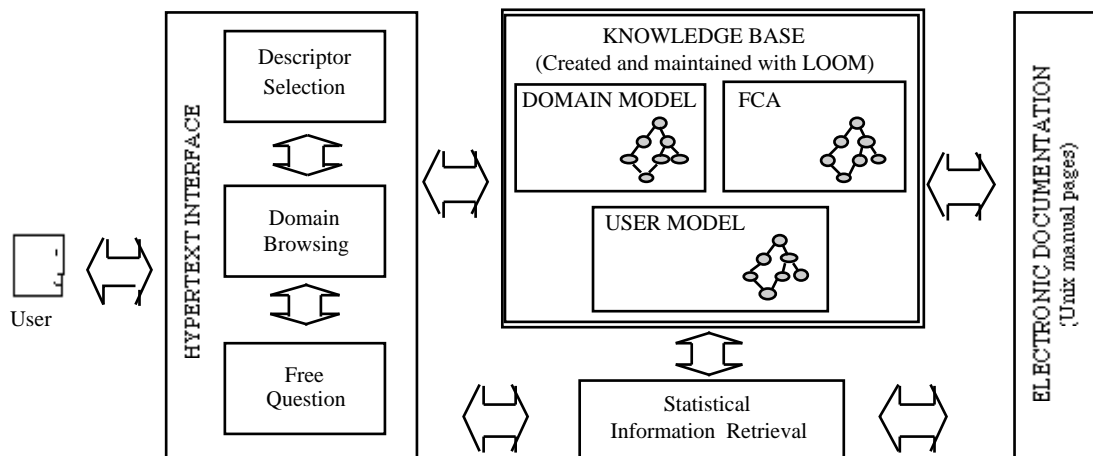 User
HYPERTEXT INTERFACE
Descriptor
Selection
Domain
Browsing
Free
Question
KNOWLEDGE BASE
(Created and maintained with LOOM)
DOMAIN MODEL
FCA
USER MODEL
Statistical
Information Retrieval
ELECTRONIC DOCUMENTATION
(Unix manual pages)